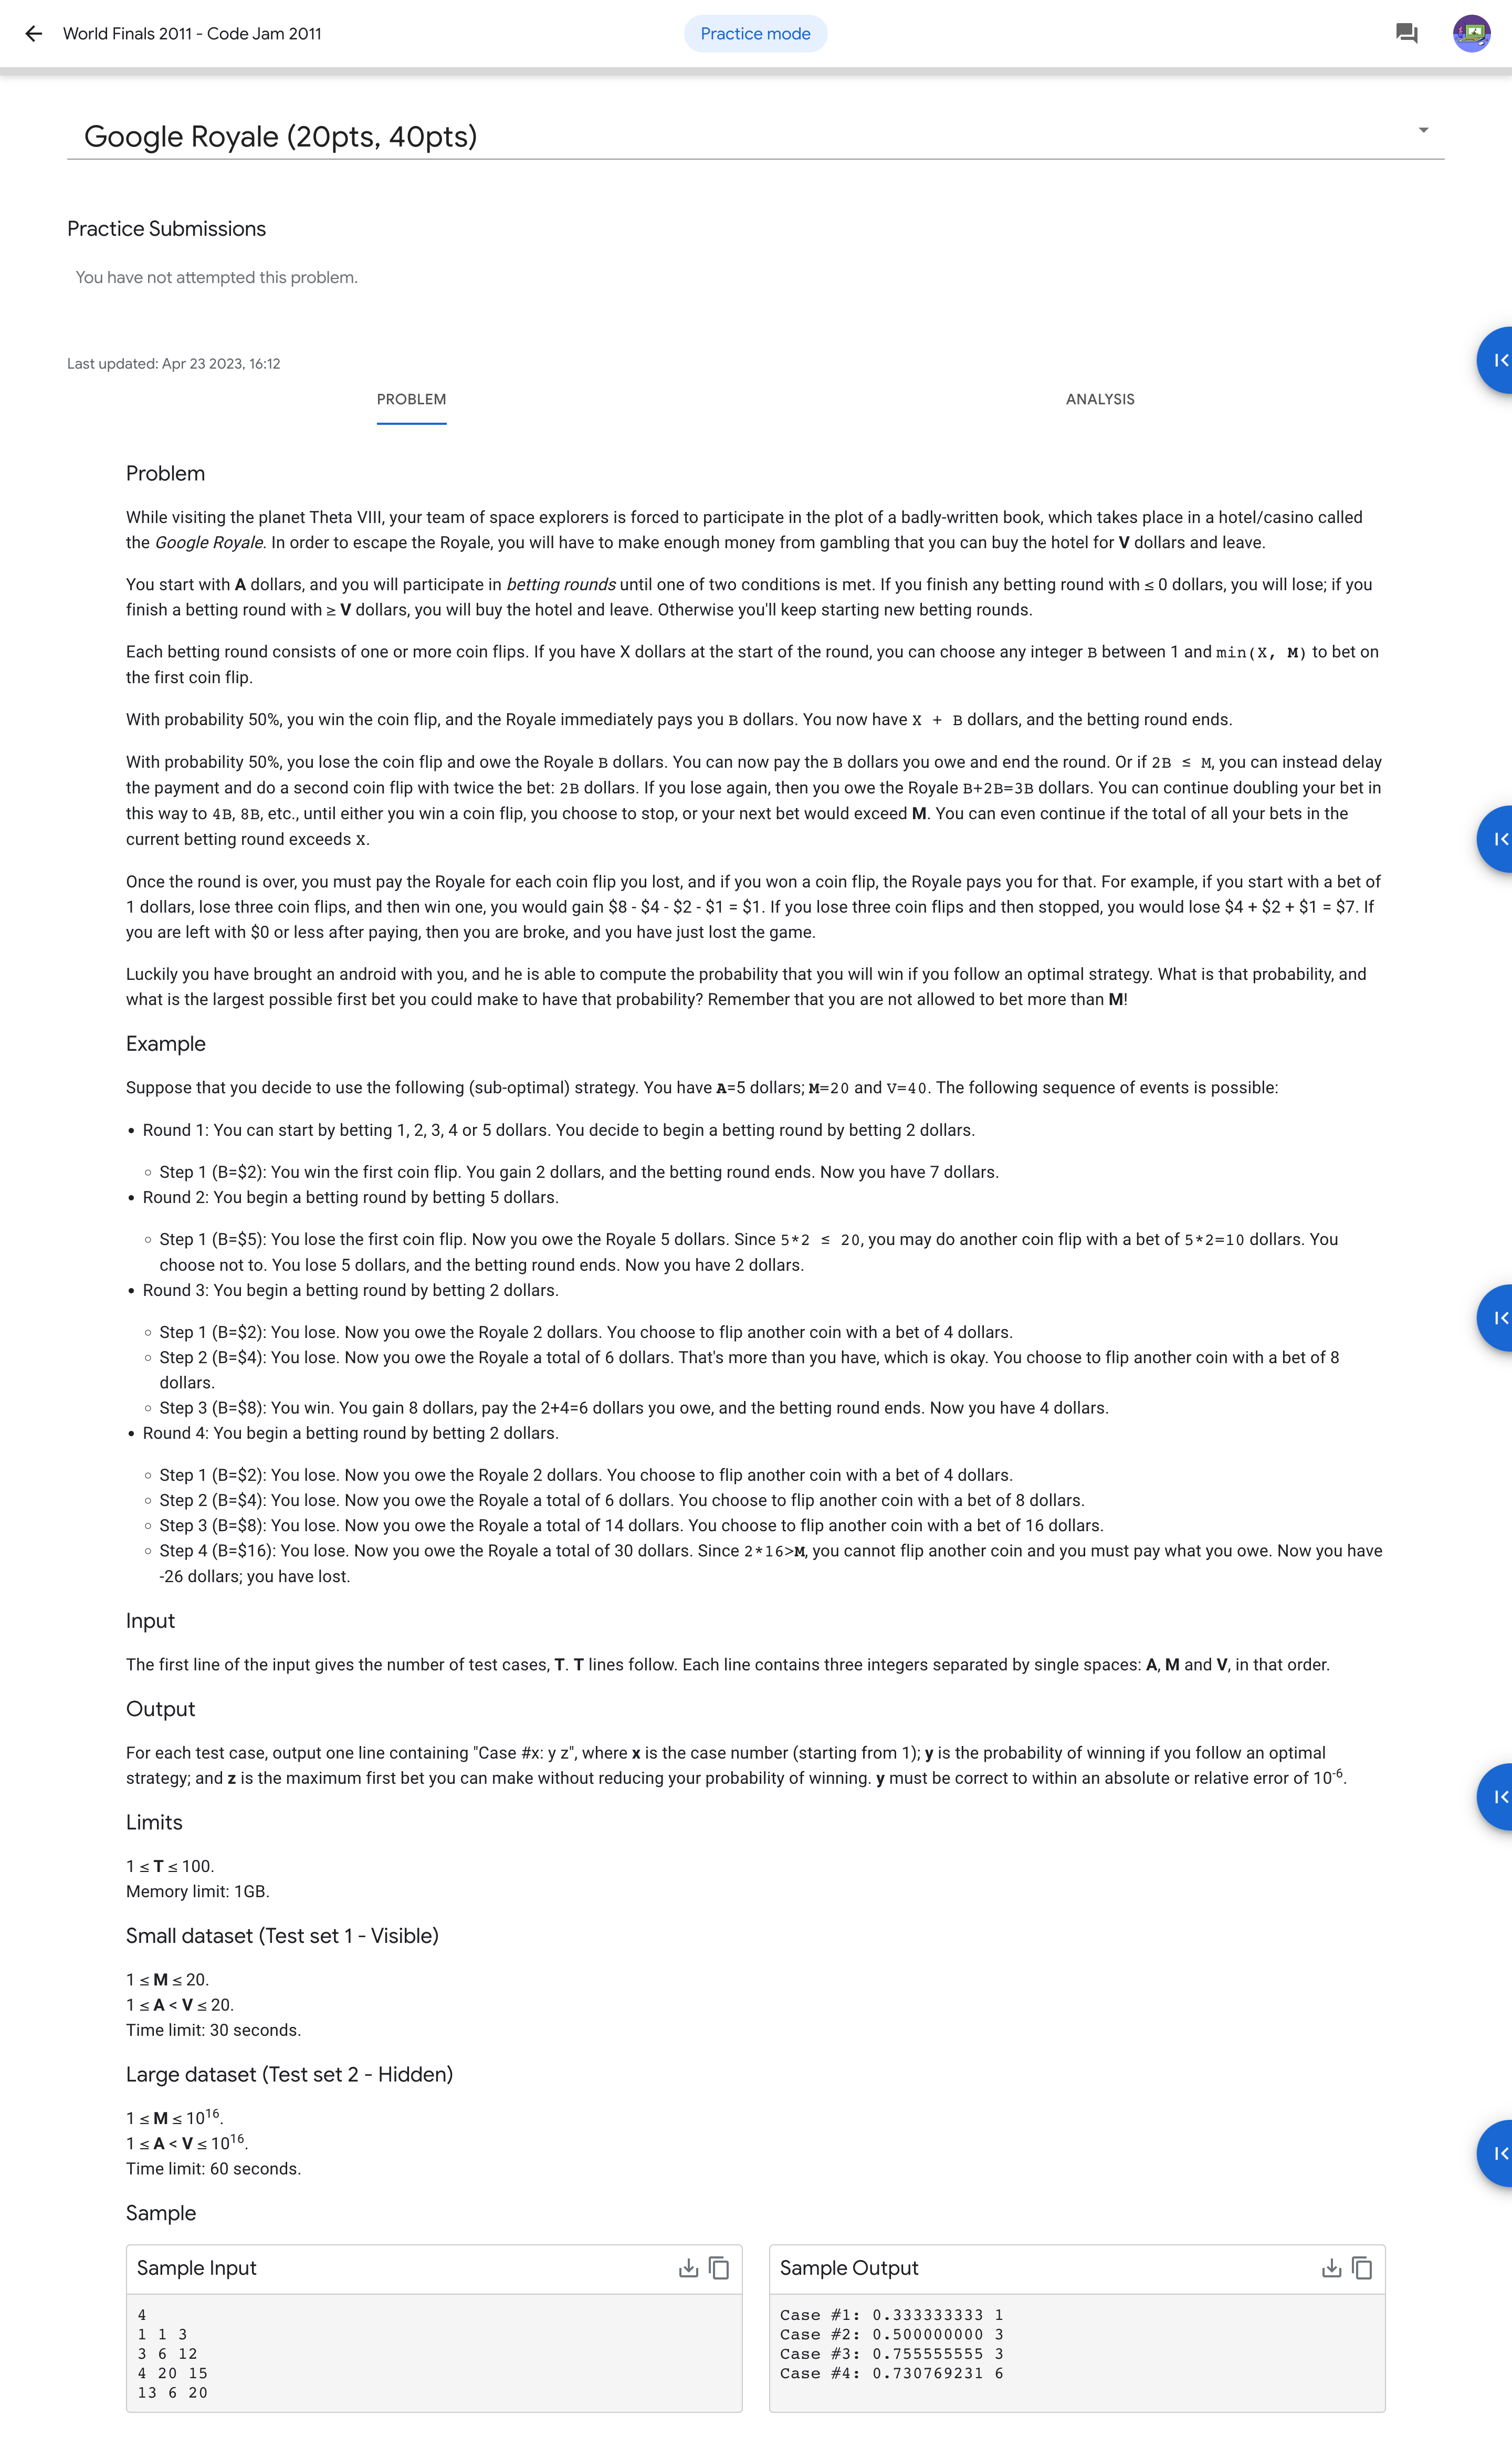 World Finals 2011 - Code Jam 2011
Practice mode
Google Royale (20pts, 40pts)
Practice Submissions
You have not attempted this problem.
Last updated: Apr 23 2023, 16:12
PROBLEM
ANALYSIS
Problem
While visiting the planet Theta VIII, your team of space explorers is forced to participate in the plot of a badly-written book, which takes place in a hotel/casino called
the Google Royale. In order to escape the Royale, you will have to make enough money from gambling that you can buy the hotel for V dollars and leave.
You start with A dollars, and you will participate in betting rounds until one of two conditions is met. If you finish any betting round with ≤ 0 dollars, you will lose; if you
finish a betting round with ≥ V dollars, you will buy the hotel and leave. Otherwise you'll keep starting new betting rounds.
Each betting round consists of one or more coin flips. If you have X dollars at the start of the round, you can choose any integer B between 1 and min(X, M) to bet on
the first coin flip.
With probability 50%, you win the coin flip, and the Royale immediately pays you B dollars. You now have X + B dollars, and the betting round ends.
With probability 50%, you lose the coin flip and owe the Royale B dollars. You can now pay the B dollars you owe and end the round. Or if 2B ≤ M, you can instead delay
the payment and do a second coin flip with twice the bet: 2B dollars. If you lose again, then you owe the Royale B+2B=3B dollars. You can continue doubling your bet in
this way to 4B, 8B, etc., until either you win a coin flip, you choose to stop, or your next bet would exceed M. You can even continue if the total of all your bets in the
current betting round exceeds X.
Once the round is over, you must pay the Royale for each coin flip you lost, and if you won a coin flip, the Royale pays you for that. For example, if you start with a bet of
1 dollars, lose three coin flips, and then win one, you would gain $8 - $4 - $2 - $1 = $1. If you lose three coin flips and then stopped, you would lose $4 + $2 + $1 = $7. If
you are left with $0 or less after paying, then you are broke, and you have just lost the game.
Luckily you have brought an android with you, and he is able to compute the probability that you will win if you follow an optimal strategy. What is that probability, and
what is the largest possible first bet you could make to have that probability? Remember that you are not allowed to bet more than M!
Example
Suppose that you decide to use the following (sub-optimal) strategy. You have A=5 dollars; M=20 and V=40. The following sequence of events is possible:
• Round 1: You can start by betting 1, 2, 3, 4 or 5 dollars. You decide to begin a betting round by betting 2 dollars.
◦ Step 1 (B=$2): You win the first coin flip. You gain 2 dollars, and the betting round ends. Now you have 7 dollars.
• Round 2: You begin a betting round by betting 5 dollars.
◦ Step 1 (B=$5): You lose the first coin flip. Now you owe the Royale 5 dollars. Since 5*2 ≤ 20, you may do another coin flip with a bet of 5*2=10 dollars. You
choose not to. You lose 5 dollars, and the betting round ends. Now you have 2 dollars.
• Round 3: You begin a betting round by betting 2 dollars.
◦ Step 1 (B=$2): You lose. Now you owe the Royale 2 dollars. You choose to flip another coin with a bet of 4 dollars.
◦ Step 2 (B=$4): You lose. Now you owe the Royale a total of 6 dollars. That's more than you have, which is okay. You choose to flip another coin with a bet of 8
dollars.
◦ Step 3 (B=$8): You win. You gain 8 dollars, pay the 2+4=6 dollars you owe, and the betting round ends. Now you have 4 dollars.
• Round 4: You begin a betting round by betting 2 dollars.
◦ Step 1 (B=$2): You lose. Now you owe the Royale 2 dollars. You choose to flip another coin with a bet of 4 dollars.
◦ Step 2 (B=$4): You lose. Now you owe the Royale a total of 6 dollars. You choose to flip another coin with a bet of 8 dollars.
◦ Step 3 (B=$8): You lose. Now you owe the Royale a total of 14 dollars. You choose to flip another coin with a bet of 16 dollars.
◦ Step 4 (B=$16): You lose. Now you owe the Royale a total of 30 dollars. Since 2*16>M, you cannot flip another coin and you must pay what you owe. Now you have
-26 dollars; you have lost.
Input
The first line of the input gives the number of test cases, T. T lines follow. Each line contains three integers separated by single spaces: A, M and V, in that order.
Output
For each test case, output one line containing "Case #x: y z", where x is the case number (starting from 1); y is the probability of winning if you follow an optimal
strategy; and z is the maximum first bet you can make without reducing your probability of winning. y must be correct to within an absolute or relative error of 10⁻⁶.
Limits
1 ≤ T ≤ 100.
Memory limit: 1GB.
Small dataset (Test set 1 - Visible)
1 ≤ M ≤ 20.
1 ≤ A < V ≤ 20.
Time limit: 30 seconds.
Large dataset (Test set 2 - Hidden)
1 ≤ M ≤ 10¹⁶.
1 ≤ A < V ≤ 10¹⁶.
Time limit: 60 seconds.
Sample
Sample Input
4
1 1 3
3 6 12
4 20 15
13 6 20
Sample Output
Case #1: 0.333333333 1
Case #2: 0.500000000 3
Case #3: 0.755555555 3
Case #4: 0.730769231 6